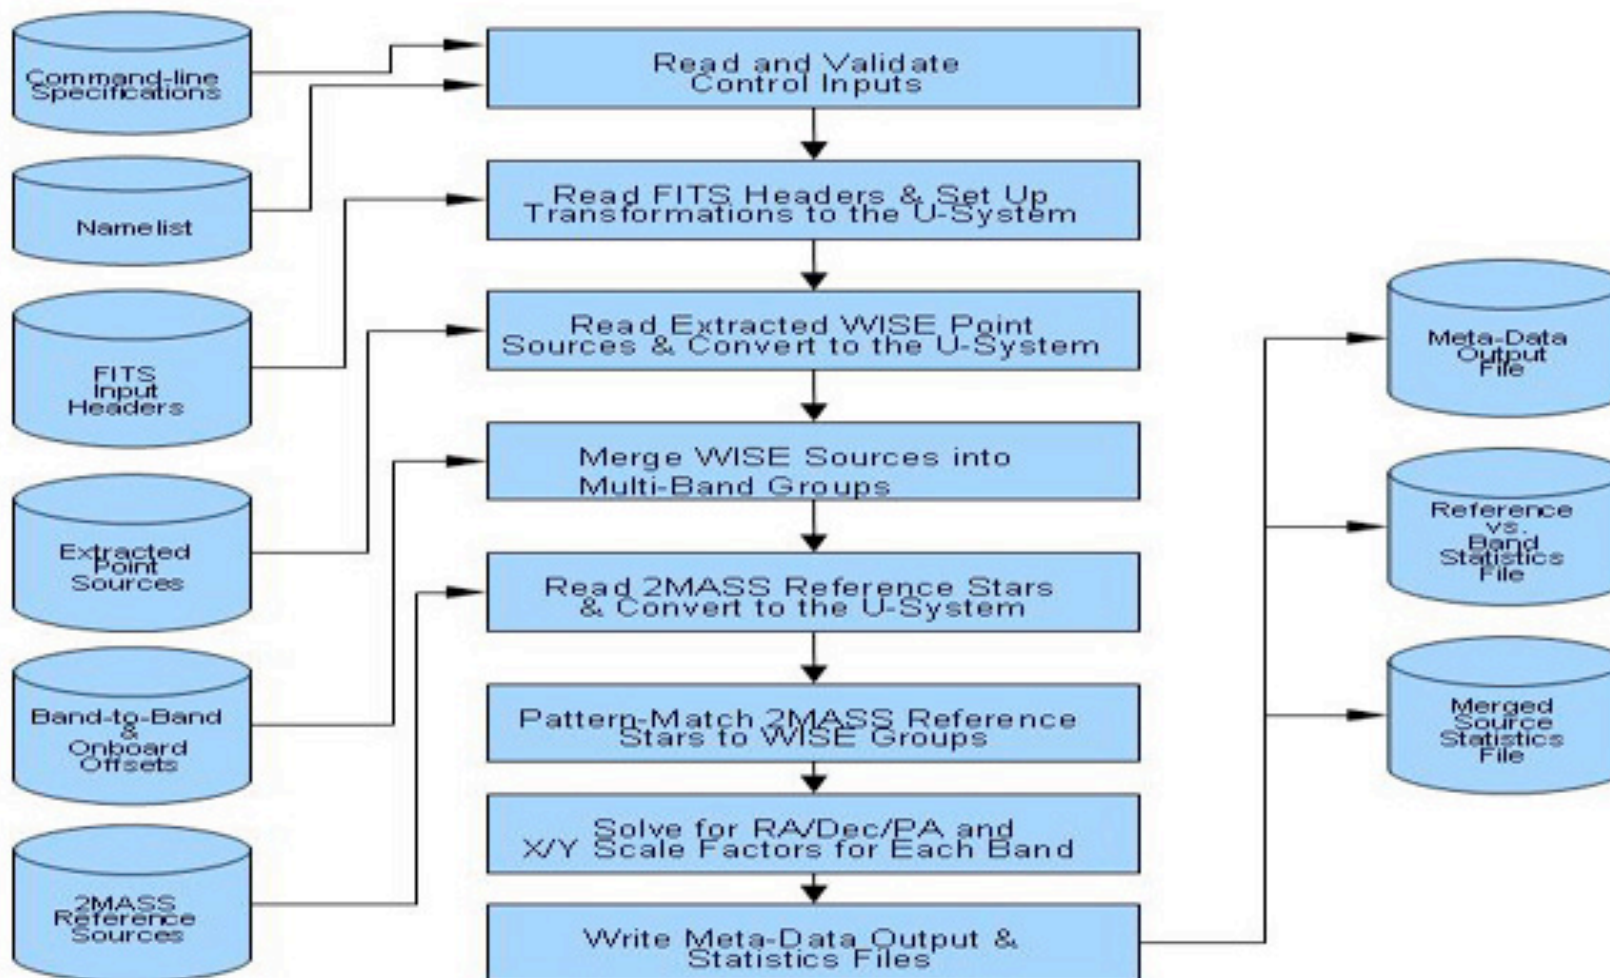 Command-line
Specifications
Namelist
FITS
Input
Headers
Extracted
Point
Sources
Band-to-Band
&
Onboard
Offsets
2MASS
Reference
Sources
Read and Validate
Control Inputs
Read FITS Headers & Set Up
Transformations to the U-System
Read Extracted WISE Point
Sources & Convert to the U-System
Merge WISE Sources into
Multi-Band Groups
Read 2MASS Reference Stars
& Convert to the U-System
Pattern-Match 2MASS Reference
Stars to WISE Groups
Solve for RA/Dec/PA and
X/Y Scale Factors for Each Band
Write Meta-Data Output &
Statistics Files
Meta-Data
Output
File
Reference
vs.
Band
Statistics
File
Merged
Source
Statistics
File